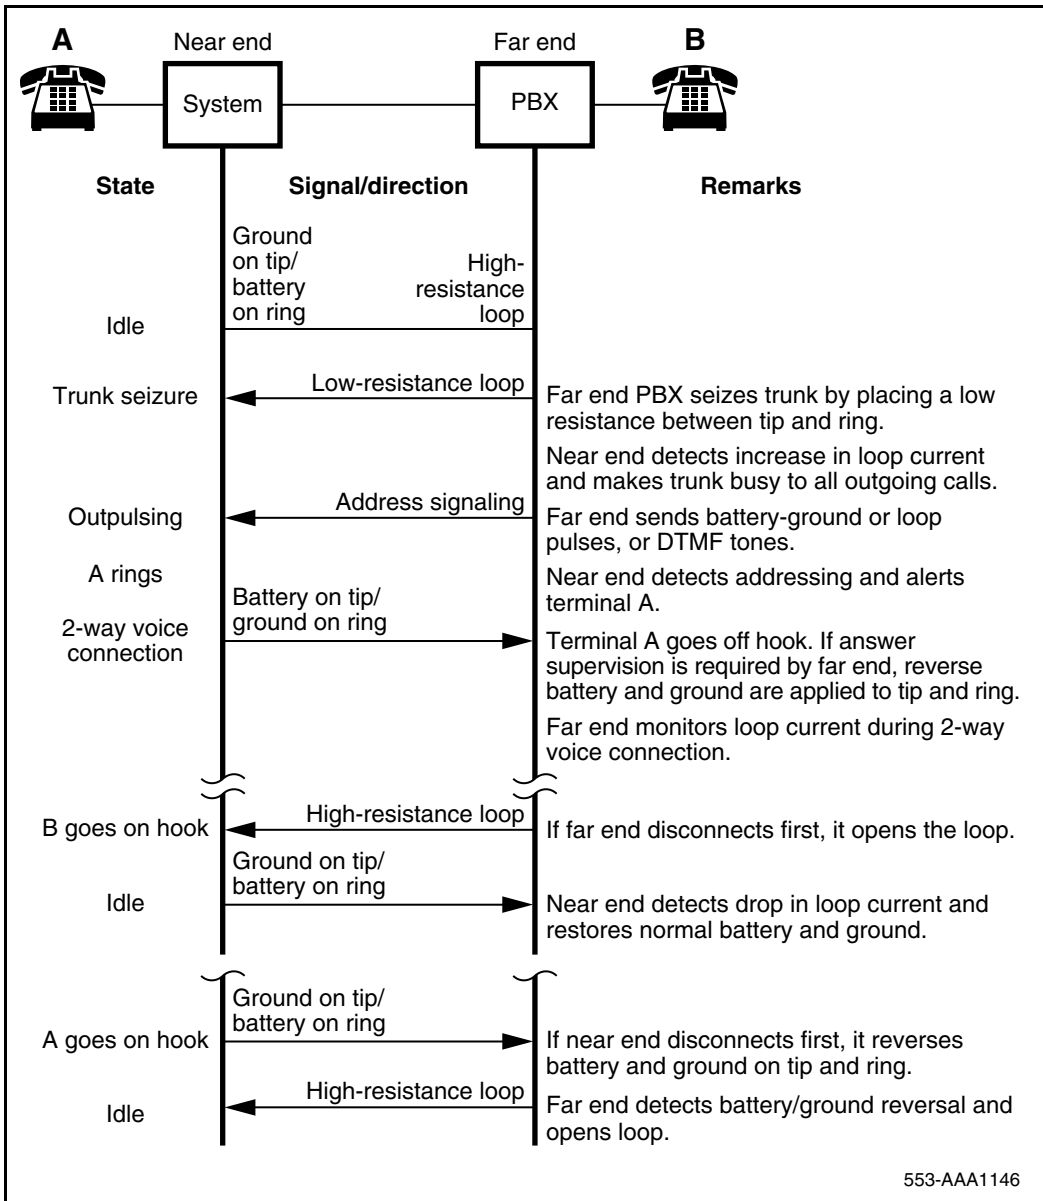 A
Near end
Far end
B
System
PBX
State
Signal/direction
Remarks
Ground
on tip/
battery
on ring
High-
resistance
loop
Idle
Trunk seizure
Low-resistance loop
Far end PBX seizes trunk by placing a low
resistance between tip and ring.
Near end detects increase in loop current
and makes trunk busy to all outgoing calls.
Outpulsing
Address signaling
Far end sends battery-ground or loop
pulses, or DTMF tones.
A rings
Near end detects addressing and alerts
terminal A.
2-way voice
connection
Battery on tip/
ground on ring
Terminal A goes off hook. If answer
supervision is required by far end, reverse
battery and ground are applied to tip and ring.
Far end monitors loop current during 2-way
voice connection.
B goes on hook
High-resistance loop
If far end disconnects first, it opens the loop.
Idle
Ground on tip/
battery on ring
Near end detects drop in loop current and
restores normal battery and ground.
A goes on hook
Ground on tip/
battery on ring
If near end disconnects first, it reverses
battery and ground on tip and ring.
Idle
High-resistance loop
Far end detects battery/ground reversal and
opens loop.
553-AAA1146